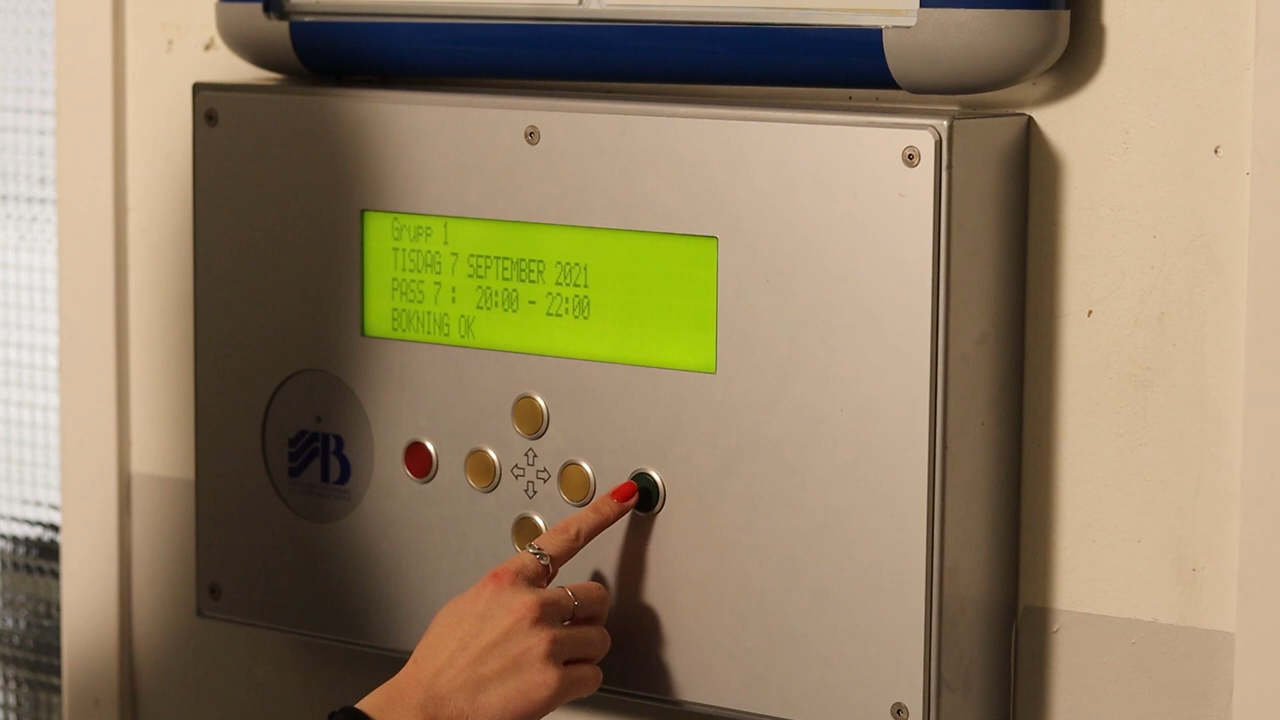 Grupp 1
TISDAG 7 SEPTEMBER 2021
PASS 7 : 20:00 - 22:00
BOKNING OK